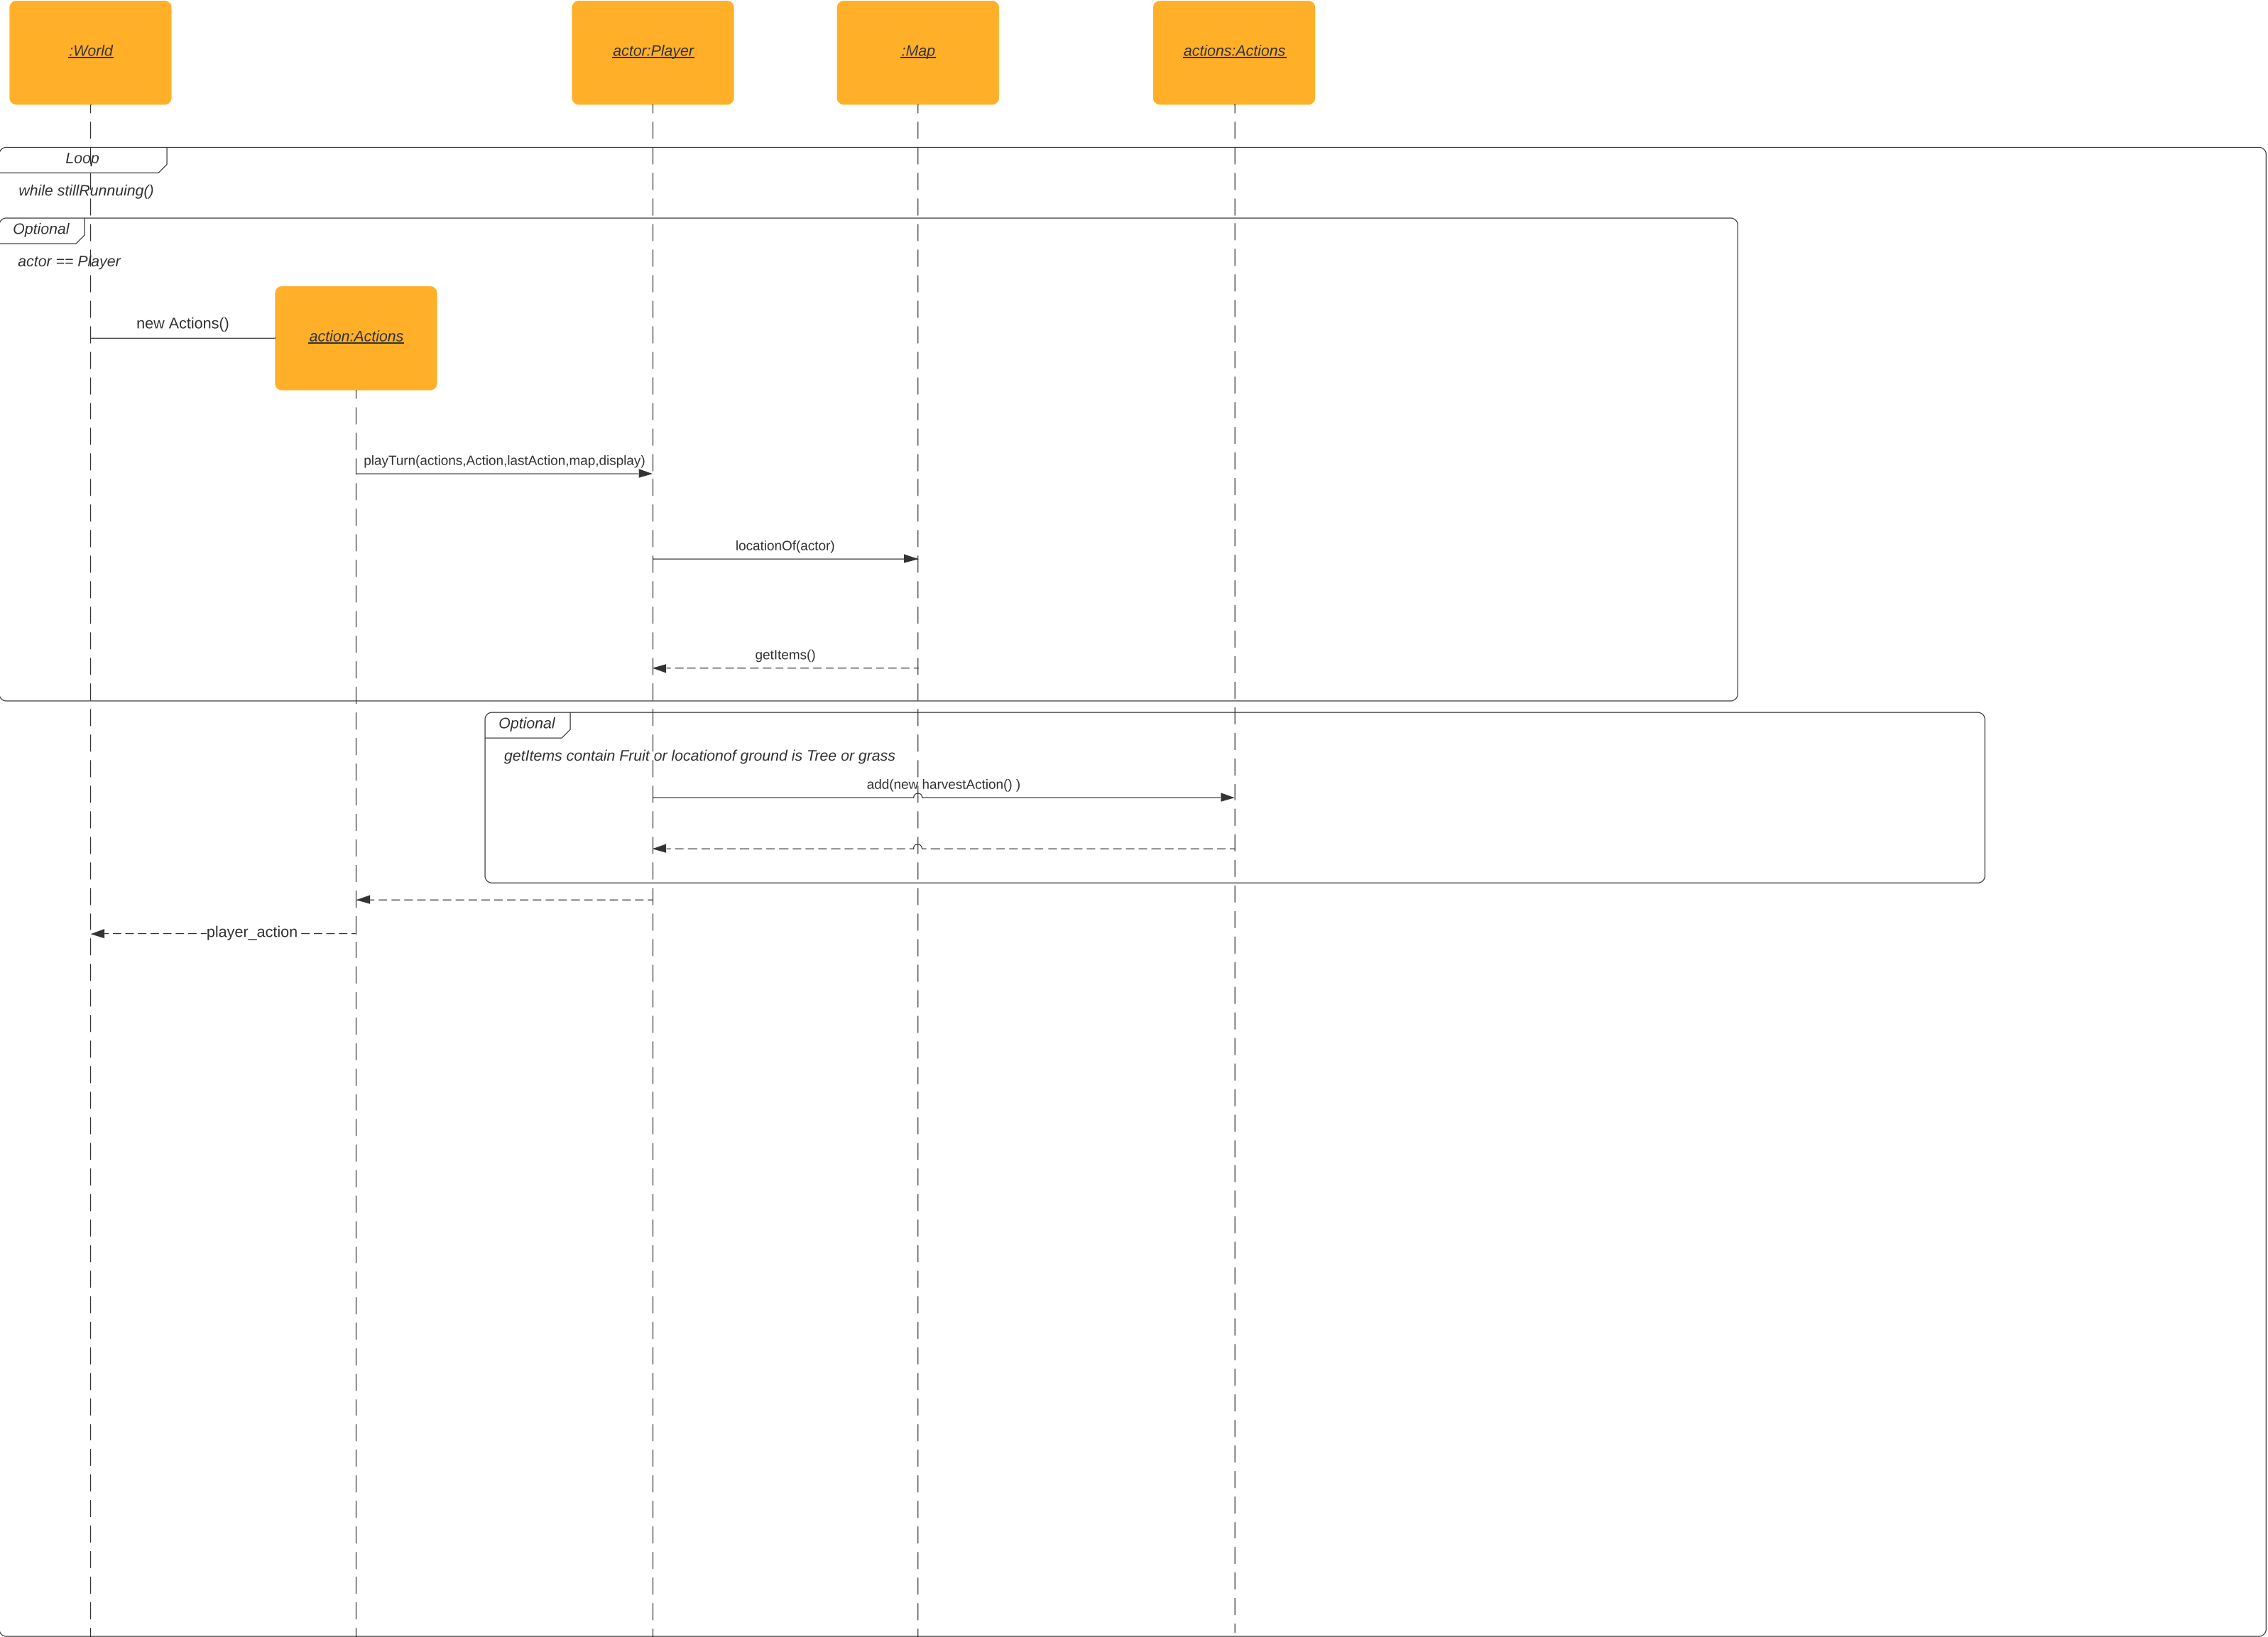 :World
actor:Player
:Map
actions:Actions
Loop
while stillRunnuing()
Optional
actor == Player
new Actions()
action:Actions
playTurn(actions,Action,lastAction,map,display)
locationOf(actor)
getItems()
Optional
getItems contain Fruit or locationof ground is Tree or grass
add(new harvestAction() )
player_action